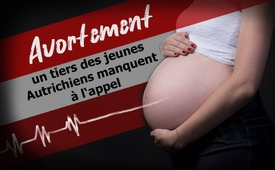 Avortement
un tiers des jeunes
Autrichiens manquent
à l'appel